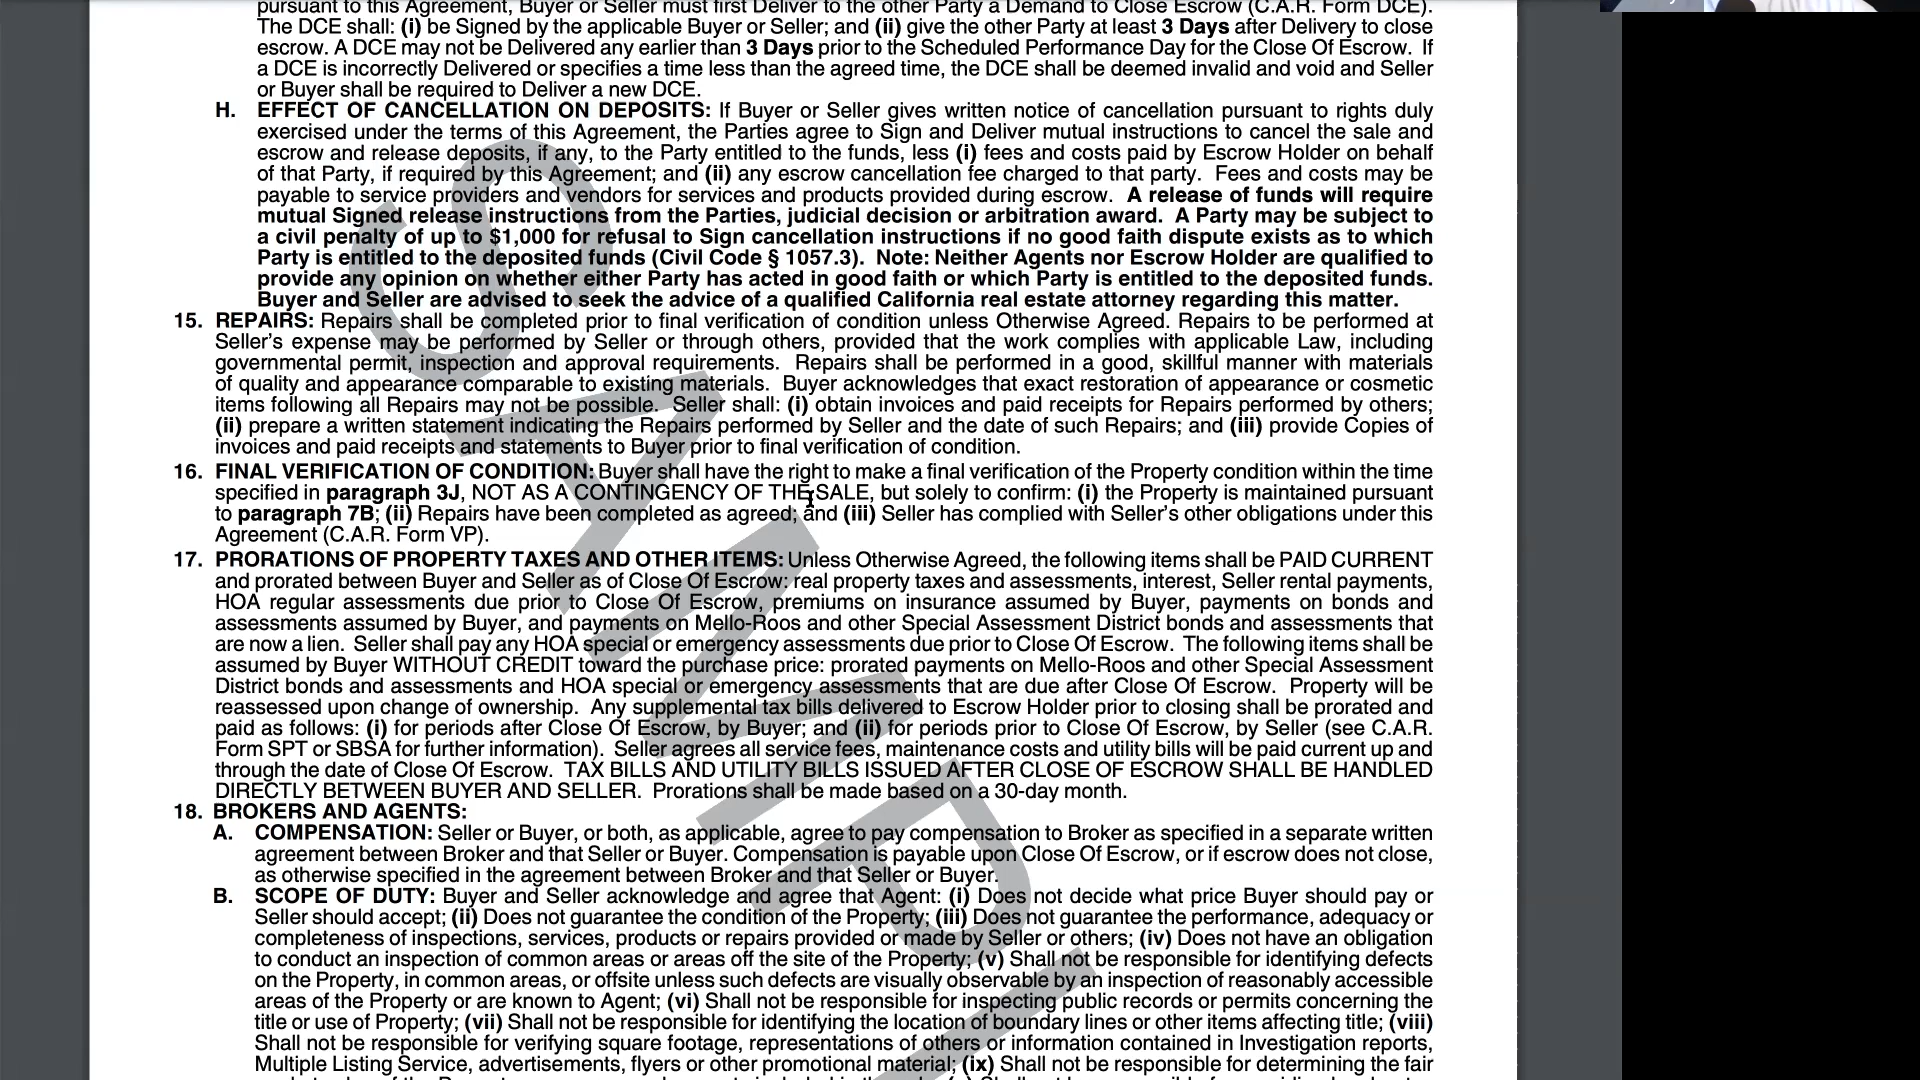 pursuant to this Agreement, Buyer or Seller must first Deliver to the other Party a Demand to Close Escrow (C.A.R. Form DCE).
The DCE shall: (i) be Signed by the applicable Buyer or Seller; and (ii) give the other Party at least 3 Days after Delivery to close
escrow. A DCE may not be Delivered any earlier than 3 Days prior to the Scheduled Performance Day for the Close Of Escrow. If
a DCE is incorrectly Delivered or specifies a time less than the agreed time, the DCE shall be deemed invalid and void and Seller
or Buyer shall be required to Deliver a new DCE.
H. EFFECT OF CANCELLATION ON DEPOSITS: If Buyer or Seller gives written notice of cancellation pursuant to rights duly
exercised under the terms of this Agreement, the Parties agree to Sign and Deliver mutual instructions to cancel the sale and
escrow and release deposits, if any, to the Party entitled to the funds, less (i) fees and costs paid by Escrow Holder on behalf
of that Party, if required by this Agreement; and (ii) any escrow cancellation fee charged to that party. Fees and costs may be
payable to service providers and vendors for services and products provided during escrow. A release of funds will require
mutual Signed release instructions from the Parties, judicial decision or arbitration award. A Party may be subject to
a civil penalty of up to $1,000 for refusal to Sign cancellation instructions if no good faith dispute exists as to which
Party is entitled to the deposited funds (Civil Code § 1057.3). Note: Neither Agents nor Escrow Holder are qualified to
provide any opinion on whether either Party has acted in good faith or which Party is entitled to the deposited funds.
Buyer and Seller are advised to seek the advice of a qualified California real estate attorney regarding this matter.
15. REPAIRS: Repairs shall be completed prior to final verification of condition unless Otherwise Agreed. Repairs to be performed at
Seller's expense may be performed by Seller or through others, provided that the work complies with applicable Law, including
governmental permit, inspection and approval requirements. Repairs shall be performed in a good, skillful manner with materials
of quality and appearance comparable to existing materials. Buyer acknowledges that exact restoration of appearance or cosmetic
items following all Repairs may not be possible. Seller shall: (i) obtain invoices and paid receipts for Repairs performed by others;
(ii) prepare a written statement indicating the Repairs performed by Seller and the date of such Repairs; and (iii) provide Copies of
invoices and paid receipts and statements to Buyer prior to final verification of condition.
16. FINAL VERIFICATION OF CONDITION: Buyer shall have the right to make a final verification of the Property condition within the time
specified in paragraph 3J, NOT AS A CONTINGENCY OF THE SALE, but solely to confirm: (i) the Property is maintained pursuant
to paragraph 7B; (ii) Repairs have been completed as agreed; and (iii) Seller has complied with Seller's other obligations under this
Agreement (C.A.R. Form VP).
17. PRORATIONS OF PROPERTY TAXES AND OTHER ITEMS: Unless Otherwise Agreed, the following items shall be PAID CURRENT
and prorated between Buyer and Seller as of Close Of Escrow: real property taxes and assessments, interest, Seller rental payments,
HOA regular assessments due prior to Close Of Escrow, premiums on insurance assumed by Buyer, payments on bonds and
assessments assumed by Buyer, and payments on Mello-Roos and other Special Assessment District bonds and assessments that
are now a lien. Seller shall pay any HOA special or emergency assessments due prior to Close Of Escrow. The following items shall be
assumed by Buyer WITHOUT CREDIT toward the purchase price: prorated payments on Mello-Roos and other Special Assessment
District bonds and assessments and HOA special or emergency assessments that are due after Close Of Escrow. Property will be
reassessed upon change of ownership. Any supplemental tax bills delivered to Escrow Holder prior to closing shall be prorated and
paid as follows: (i) for periods after Close Of Escrow, by Buyer; and (ii) for periods prior to Close Of Escrow, by Seller (see C.A.R.
Form SPT or SBSA for further information). Seller agrees all service fees, maintenance costs and utility bills will be paid current up and
through the date of Close Of Escrow. TAX BILLS AND UTILITY BILLS ISSUED AFTER CLOSE OF ESCROW SHALL BE HANDLED
DIRECTLY BETWEEN BUYER AND SELLER. Prorations shall be made based on a 30-day month.
18. BROKERS AND AGENTS:
A. COMPENSATION: Seller or Buyer, or both, as applicable, agree to pay compensation to Broker as specified in a separate written
agreement between Broker and that Seller or Buyer. Compensation is payable upon Close Of Escrow, or if escrow does not close,
as otherwise specified in the agreement between Broker and that Seller or Buyer.
B. SCOPE OF DUTY: Buyer and Seller acknowledge and agree that Agent: (i) Does not decide what price Buyer should pay or
Seller should accept; (ii) Does not guarantee the condition of the Property; (iii) Does not guarantee the performance, adequacy or
completeness of inspections, services, products or repairs provided or made by Seller or others; (iv) Does not have an obligation
to conduct an inspection of common areas or areas off the site of the Property; (v) Shall not be responsible for identifying defects
on the Property, in common areas, or offsite unless such defects are visually observable by an inspection of reasonably accessible
areas of the Property or are known to Agent; (vi) Shall not be responsible for inspecting public records or permits concerning the
title or use of Property; (vii) Shall not be responsible for identifying the location of boundary lines or other items affecting title; (viii)
Shall not be responsible for verifying square footage, representations of others or information contained in Investigation reports,
Multiple Listing Service, advertisements, flyers or other promotional material; (ix) Shall not be responsible for determining the fair
SAMPL